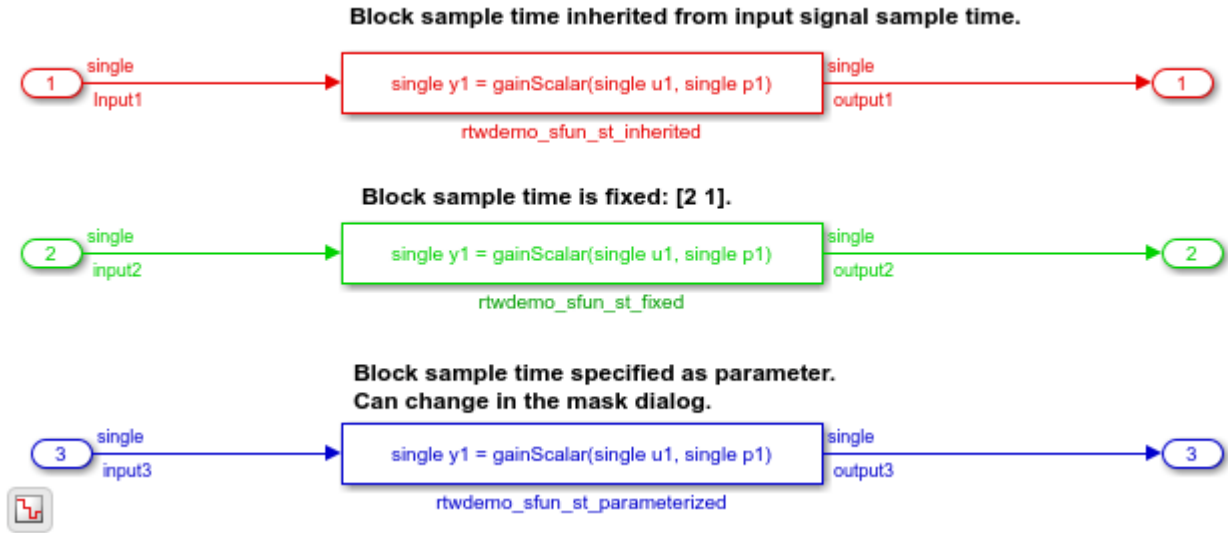 Block sample time inherited from input signal sample time.
1
single
Input1
single y1 = gainScalar(single u1, single p1)
rtwdemo_sfun_st_inherited
single
output1
1
Block sample time is fixed: [2 1].
2
single
input2
single y1 = gainScalar(single u1, single p1)
rtwdemo_sfun_st_fixed
single
output2
2
Block sample time specified as parameter.
Can change in the mask dialog.
3
single
input3
single y1 = gainScalar(single u1, single p1)
rtwdemo_sfun_st_parameterized
single
output3
3